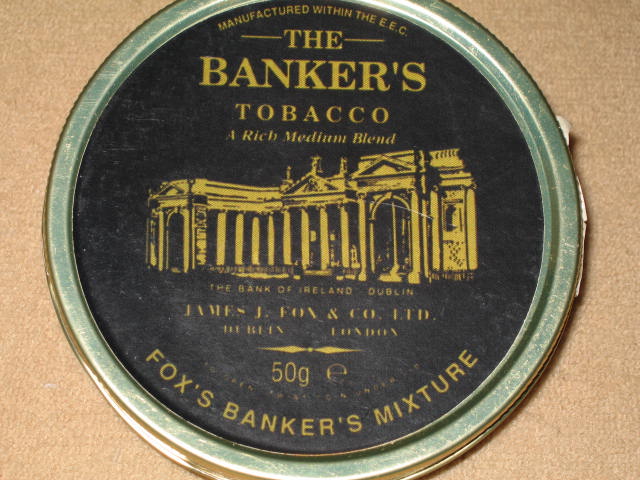 MANUFACTURED WITHIN THE E.E.C.
THE
BANKER'S
TOBACCO
A Rich Medium Blend
THE BANK OF IRELAND - DUBLIN
JAMES J. FOX & CO. LTD.
DUBLIN LONDON
50g ℮
FOX'S BANKER'S MIXTURE